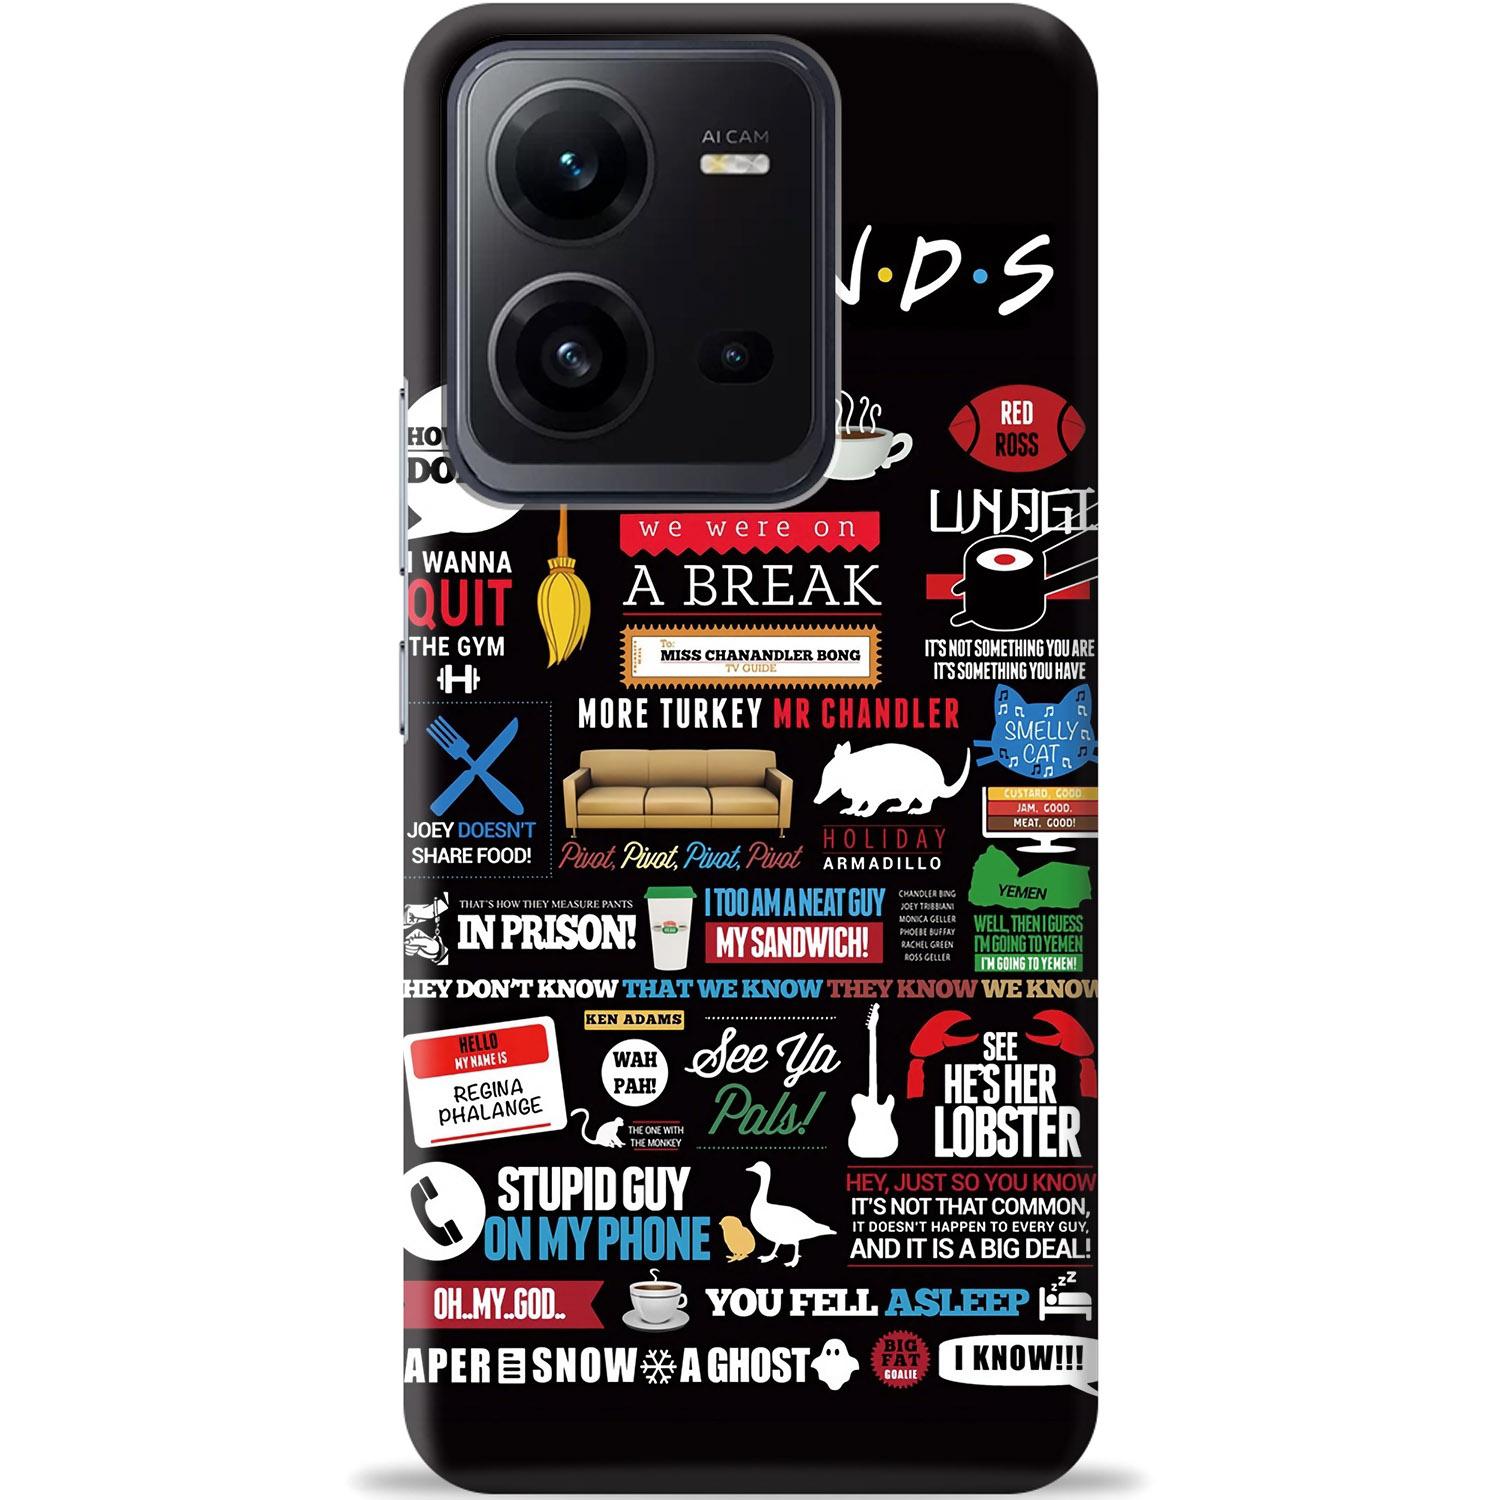 AI CAM
N·D·S
HO
DO
RED
ROSS
we were on
A BREAK
UNAGI
I WANNA
QUIT
THE GYM
To:
MISS CHANANDLER BONG
TV GUIDE
IT'S NOT SOMETHING YOU ARE
IT'S SOMETHING YOU HAVE
MORE TURKEY MR CHANDLER
SMELLY
CAT
CUSTARD, GOOD.
JAM, GOOD.
MEAT, GOOD!
JOEY DOESN'T
SHARE FOOD!
Pivot, Pivot, Pivot, Pivot
HOLIDAY
ARMADILLO
YEMEN
WELL, THEN I GUESS
I'M GOING TO YEMEN
I'M GOING TO YEMEN!
THAT'S HOW THEY MEASURE PANTS
IN PRISON!
I TOO AM A NEAT GUY
MY SANDWICH!
CHANDLER BING
JOEY TRIBBIANI
MONICA GELLER
PHOEBE BUFFAY
RACHEL GREEN
ROSS GELLER
HEY DON'T KNOW THAT WE KNOW THEY KNOW WE KNOW
HELLO
MY NAME IS
REGINA
PHALANGE
KEN ADAMS
WAH
PAH!
THE ONE WITH
THE MONKEY
See Ya
Pals!
SEE
HE'S HER
LOBSTER
STUPID GUY
ON MY PHONE
HEY, JUST SO YOU KNOW
IT'S NOT THAT COMMON,
IT DOESN'T HAPPEN TO EVERY GUY,
AND IT IS A BIG DEAL!
OH..MY..GOD..
YOU FELL ASLEEP
zzz
APER SNOW A GHOST
BIG
FAT
GOALIE
I KNOW!!!